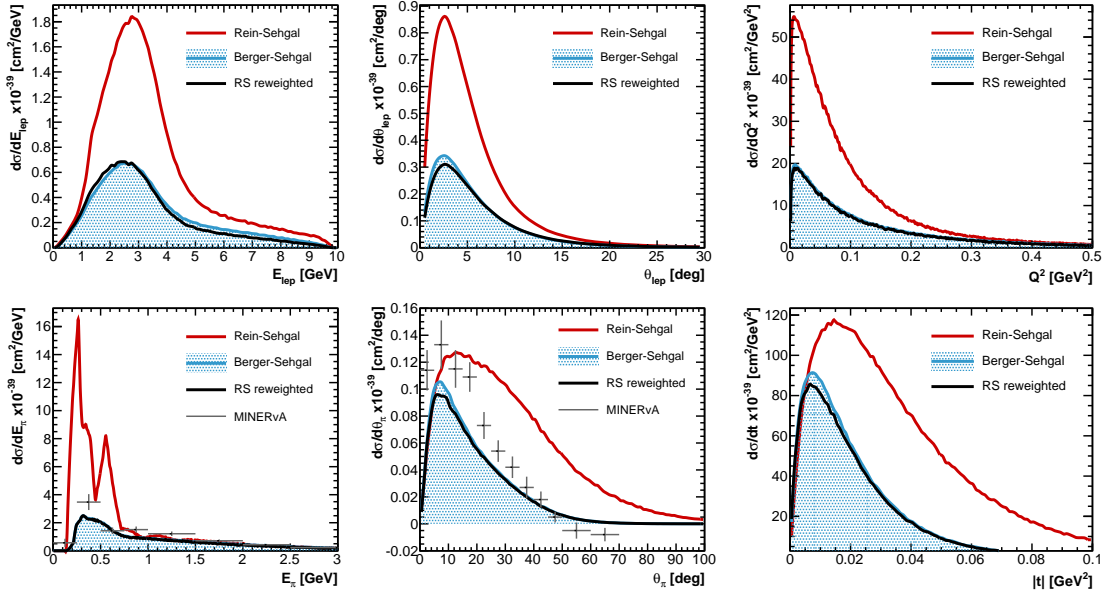 dσ/dE_lep x10^-39 [cm²/GeV]
1.8
1.6
1.4
1.2
1
0.8
0.6
0.4
0.2
0
Rein-Sehgal
Berger-Sehgal
RS reweighted
0 1 2 3 4 5 6 7 8 9 10
E_lep [GeV]
dσ/dθ_lep x10^-39 [cm²/deg]
0.9
0.8
0.7
0.6
0.5
0.4
0.3
0.2
0.1
0
Rein-Sehgal
Berger-Sehgal
RS reweighted
0 5 10 15 20 25 30
θ_lep [deg]
dσ/dQ² x10^-39 [cm²/GeV²]
50
40
30
20
10
0
Rein-Sehgal
Berger-Sehgal
RS reweighted
0 0.1 0.2 0.3 0.4 0.5
Q² [GeV²]
dσ/dE_π x10^-39 [cm²/GeV]
16
14
12
10
8
6
4
2
0
Rein-Sehgal
Berger-Sehgal
RS reweighted
MINERvA
0 0.5 1 1.5 2 2.5 3
E_π [GeV]
dσ/dθ_π x10^-39 [cm²/deg]
0.16
0.14
0.12
0.1
0.08
0.06
0.04
0.02
0
-0.02
Rein-Sehgal
Berger-Sehgal
RS reweighted
MINERvA
0 10 20 30 40 50 60 70 80 90 100
θ_π [deg]
dσ/dt x10^-39 [cm²/GeV²]
120
100
80
60
40
20
Rein-Sehgal
Berger-Sehgal
RS reweighted
0 0.02 0.04 0.06 0.08 0.1
|t| [GeV²]